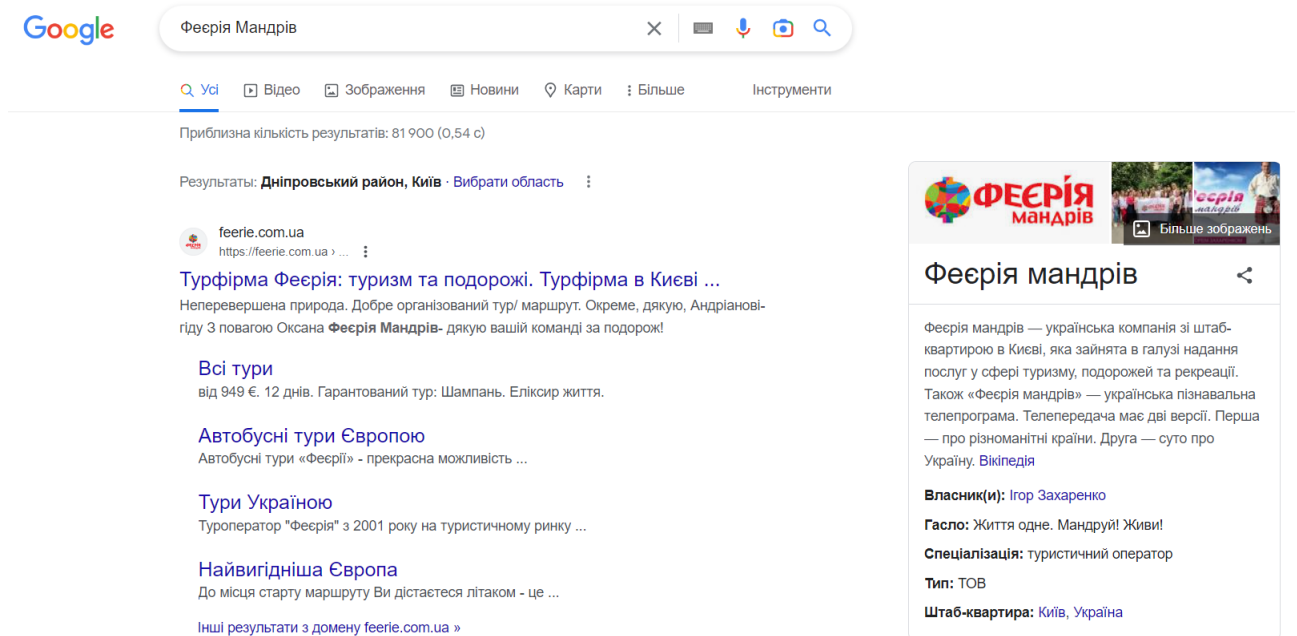 Google
Феєрія Мандрів
Усі
Відео
Зображення
Новини
Карти
Більше
Інструменти
Приблизна кількість результатів: 81 900 (0,54 с)
Результаты: Дніпровський район, Київ · Вибрати область
feerie.com.ua
https://feerie.com.ua › ...
Турфірма Феєрія: туризм та подорожі. Турфірма в Києві ...
Неперевершена природа. Добре організований тур/ маршрут. Окреме, дякую, Андріанові-
гіду З повагою Оксана Феєрія Мандрів- дякую вашій команді за подорож!
Всі тури
від 949 €. 12 днів. Гарантований тур: Шампань. Еліксир життя.
Автобусні тури Європою
Автобусні тури «Феєрії» - прекрасна можливість ...
Тури Україною
Туроператор "Феєрія" з 2001 року на туристичному ринку ...
Найвигідніша Європа
До місця старту маршруту Ви дістаєтеся літаком - це ...
Інші результати з домену feerie.com.ua »
ФЕЄРІЯ
мандрів
Більше зображень
Феєрія мандрів
Феєрія мандрів — українська компанія зі штаб-
квартирою в Києві, яка зайнята в галузі надання
послуг у сфері туризму, подорожей та рекреації.
Також «Феєрія мандрів» — українська пізнавальна
телепрограма. Телепередача має дві версії. Перша
— про різноманітні країни. Друга — суто про
Україну. Вікіпедія
Власник(и): Ігор Захаренко
Гасло: Життя одне. Мандруй! Живи!
Спеціалізація: туристичний оператор
Тип: ТОВ
Штаб-квартира: Київ, Україна